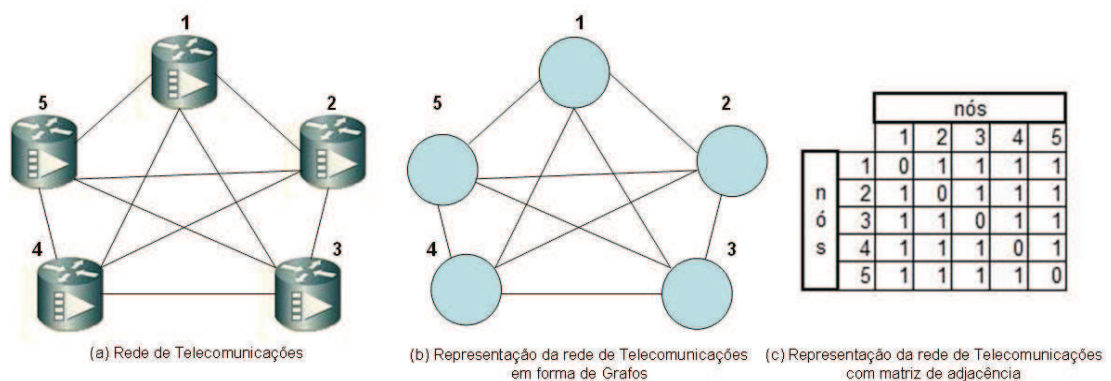 1
5
2
4
3
(a) Rede de Telecomunicações
1
5
2
4
3
(b) Representação da rede de Telecomunicações
em forma de Grafos
nós
1 2 3 4 5
nós
1 0 1 1 1 1
2 1 0 1 1 1
3 1 1 0 1 1
4 1 1 1 0 1
5 1 1 1 1 0
(c) Representação da rede de Telecomunicações
com matriz de adjacência